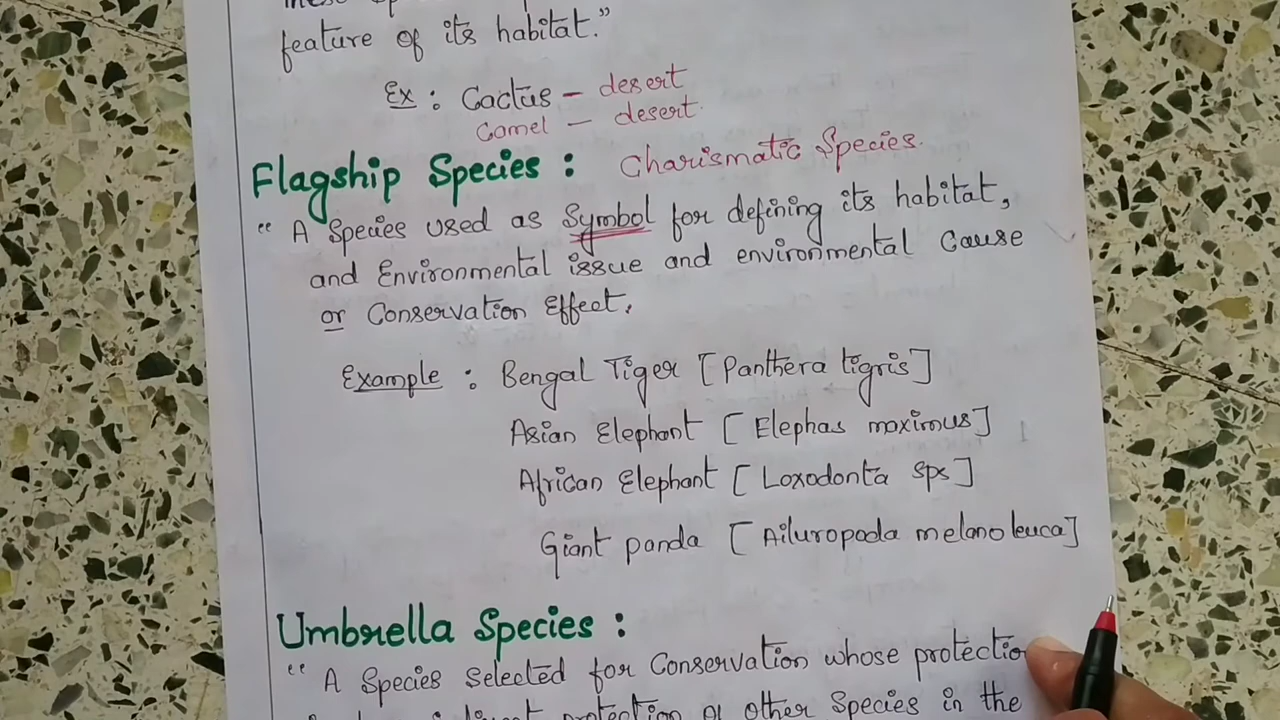 feature of its habitat."
Ex : Cactus – desert
Camel – desert.
Flagship Species : Charismatic Species.
" A Species used as Symbol for defining its habitat,
and Environmental issue and environmental Cause
or Conservation Effect.
Example : Bengal Tiger [Panthera tigris]
Asian Elephant [Elephas maximus]
African Elephant [Loxodonta sps]
Giant panda [Ailuropoda melanoleuca]
Umbrella Species :
" A Species Selected for Conservation whose protection
protection of other Species in the